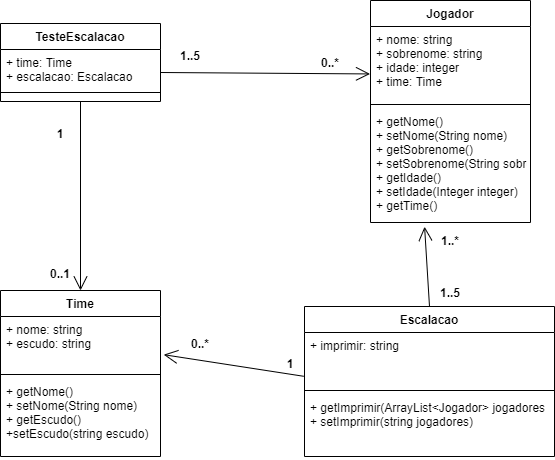 TesteEscalacao
+ time: Time
+ escalacao: Escalacao
1..5
0..*
Jogador
+ nome: string
+ sobrenome: string
+ idade: integer
+ time: Time
+ getNome()
+ setNome(String nome)
+ getSobrenome()
+ setSobrenome(String sobr
+ getIdade()
+ setIdade(Integer integer)
+ getTime()
1
0..1
1..*
1..5
Time
+ nome: string
+ escudo: string
+ getNome()
+ setNome(String nome)
+ getEscudo()
+setEscudo(string escudo)
0..*
1
Escalacao
+ imprimir: string
+ getImprimir(ArrayList<Jogador> jogadores
+ setImprimir(string jogadores)